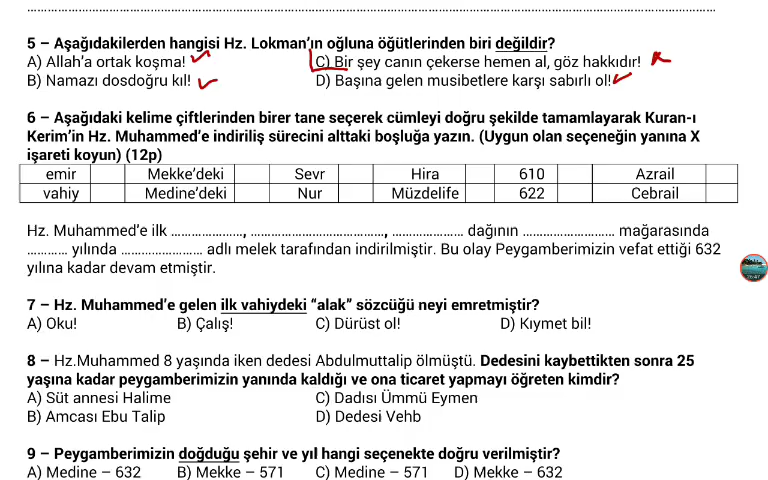 5 – Aşağıdakilerden hangisi Hz. Lokman’ın oğluna öğütlerinden biri değildir?
A) Allah’a ortak koşma! C) Bir şey canın çekerse hemen al, göz hakkıdır!
B) Namazı dosdoğru kıl! D) Başına gelen musibetlere karşı sabırlı ol!
6 – Aşağıdaki kelime çiftlerinden birer tane seçerek cümleyi doğru şekilde tamamlayarak Kuran-ı
Kerim’in Hz. Muhammed’e indiriliş sürecini alttaki boşluğa yazın. (Uygun olan seçeneğin yanına X
işareti koyun) (12p)
emir Mekke’deki Sevr Hira 610 Azrail
vahiy Medine’deki Nur Müzdelife 622 Cebrail
Hz. Muhammed’e ilk ...................., ...................................., .................... dağının .......................... mağarasında
........... yılında ....................... adlı melek tarafından indirilmiştir. Bu olay Peygamberimizin vefat ettiği 632
yılına kadar devam etmiştir.
7 – Hz. Muhammed’e gelen ilk vahiydeki “alak” sözcüğü neyi emretmiştir?
A) Oku! B) Çalış! C) Dürüst ol! D) Kıymet bil!
8 – Hz.Muhammed 8 yaşında iken dedesi Abdulmuttalip ölmüştü. Dedesini kaybettikten sonra 25
yaşına kadar peygamberimizin yanında kaldığı ve ona ticaret yapmayı öğreten kimdir?
A) Süt annesi Halime C) Dadısı Ümmü Eymen
B) Amcası Ebu Talip D) Dedesi Vehb
9 – Peygamberimizin doğduğu şehir ve yıl hangi seçenekte doğru verilmiştir?
A) Medine – 632 B) Mekke – 571 C) Medine – 571 D) Mekke – 632